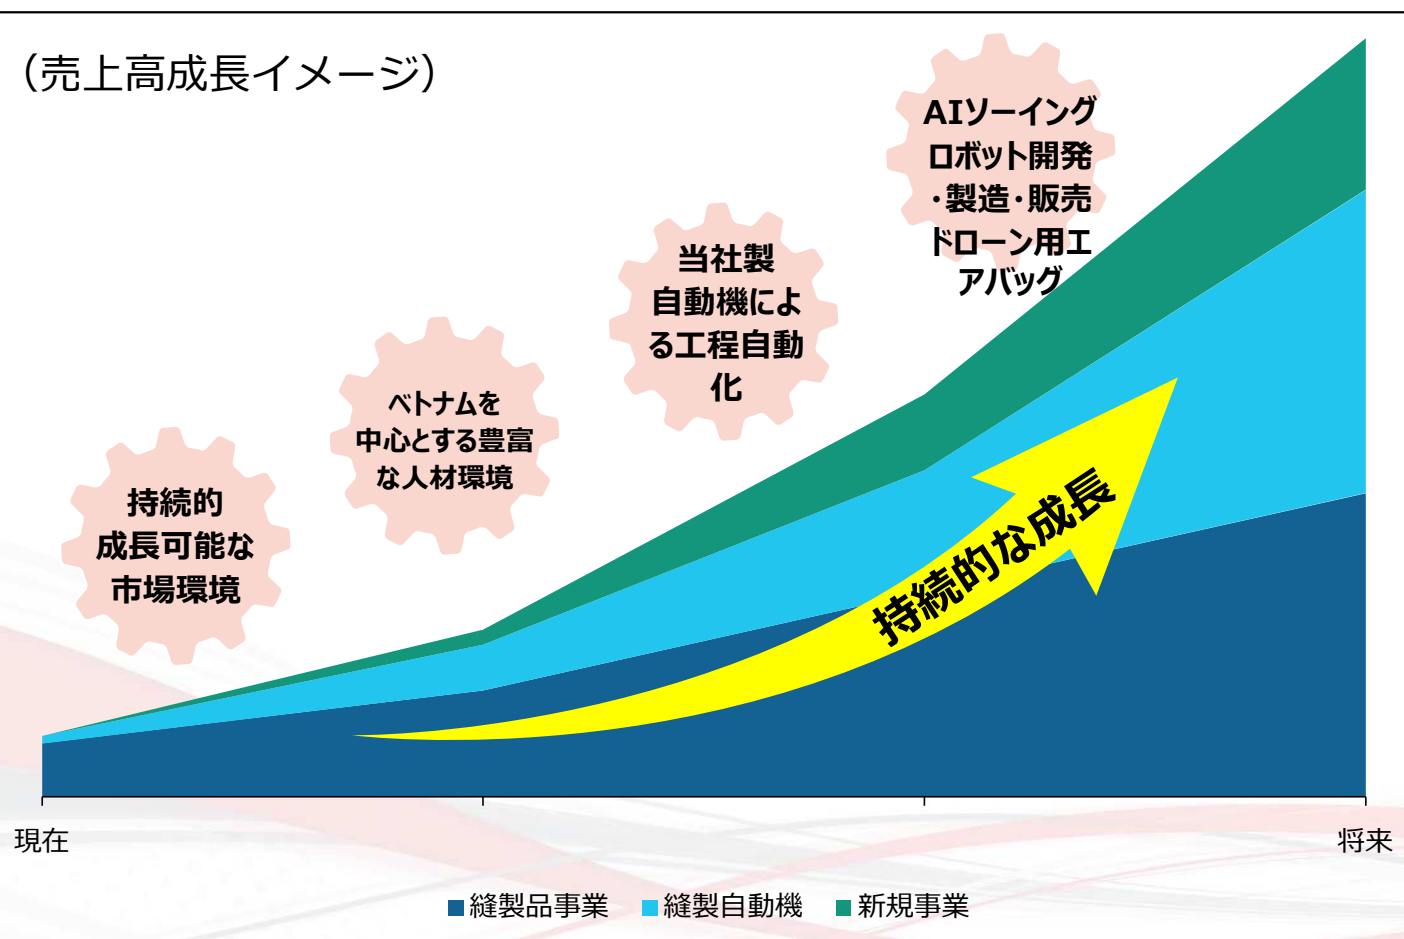 （売上高成長イメージ）
AIソーイング
ロボット開発
・製造・販売
ドローン用エ
アバッグ
当社製
自動機によ
る工程自動
化
ベトナムを
中心とする豊富
な人材環境
持続的
成長可能な
市場環境
持続的な成長
現在
将来
縫製品事業
縫製自動機
新規事業